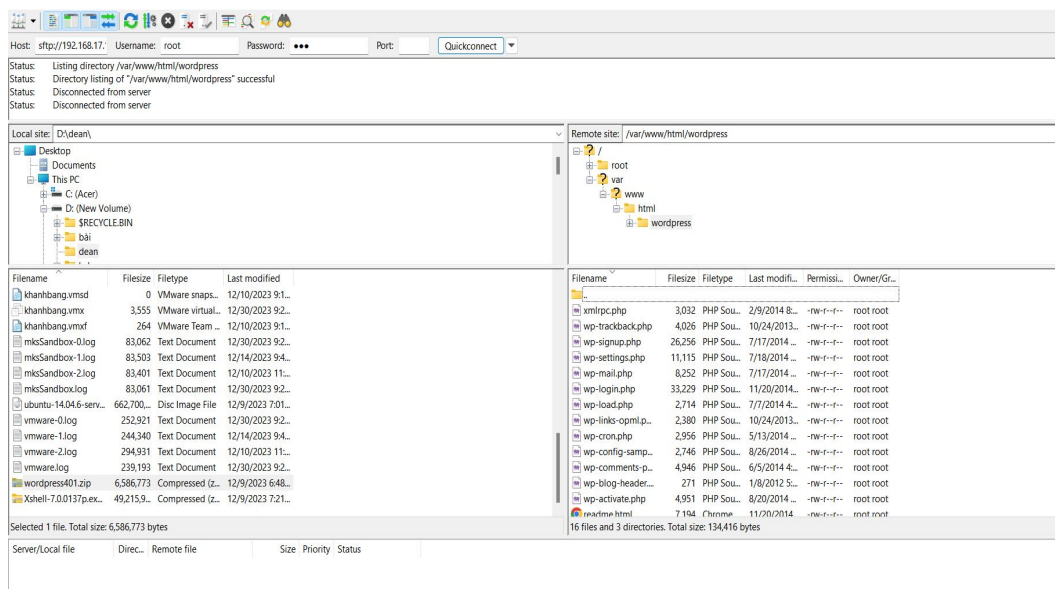 Host: sftp://192.168.17. Username: root Password: ●●● Port: Quickconnect
Status: Listing directory /var/www/html/wordpress
Status: Directory listing of "/var/www/html/wordpress" successful
Status: Disconnected from server
Status: Disconnected from server
Local site: D:\dean\
Desktop
Documents
This PC
C: (Acer)
D: (New Volume)
$RECYCLE.BIN
bài
dean
Remote site: /var/www/html/wordpress
/
root
var
www
html
wordpress
Filename Filesize Filetype Last modified
khanhbang.vmsd 0 VMware snaps... 12/10/2023 9:1...
khanhbang.vmx 3,555 VMware virtual... 12/30/2023 9:2...
khanhbang.vmxf 264 VMware Team ... 12/10/2023 9:1...
mksSandbox-0.log 83,062 Text Document 12/30/2023 9:2...
mksSandbox-1.log 83,503 Text Document 12/14/2023 9:4...
mksSandbox-2.log 83,401 Text Document 12/10/2023 11:...
mksSandbox.log 83,061 Text Document 12/30/2023 9:2...
ubuntu-14.04.6-serv... 662,700,... Disc Image File 12/9/2023 7:01...
vmware-0.log 252,921 Text Document 12/30/2023 9:2...
vmware-1.log 244,340 Text Document 12/14/2023 9:4...
vmware-2.log 294,931 Text Document 12/10/2023 11:...
vmware.log 239,193 Text Document 12/30/2023 9:2...
wordpress401.zip 6,586,773 Compressed (z... 12/9/2023 6:48...
Xshell-7.0.0137p.ex... 49,215,9... Compressed (z... 12/9/2023 7:21...
Selected 1 file. Total size: 6,586,773 bytes
Filename Filesize Filetype Last modifi... Permissi... Owner/Gr...
..
xmlrpc.php 3,032 PHP Sou... 2/9/2014 8:... -rw-r--r-- root root
wp-trackback.php 4,026 PHP Sou... 10/24/2013... -rw-r--r-- root root
wp-signup.php 26,256 PHP Sou... 7/17/2014 ... -rw-r--r-- root root
wp-settings.php 11,115 PHP Sou... 7/18/2014 ... -rw-r--r-- root root
wp-mail.php 8,252 PHP Sou... 7/17/2014 ... -rw-r--r-- root root
wp-login.php 33,229 PHP Sou... 11/20/2014... -rw-r--r-- root root
wp-load.php 2,714 PHP Sou... 7/7/2014 4:... -rw-r--r-- root root
wp-links-opml.p... 2,380 PHP Sou... 10/24/2013... -rw-r--r-- root root
wp-cron.php 2,956 PHP Sou... 5/13/2014 ... -rw-r--r-- root root
wp-config-samp... 2,746 PHP Sou... 8/26/2014 ... -rw-r--r-- root root
wp-comments-p... 4,946 PHP Sou... 6/5/2014 4:... -rw-r--r-- root root
wp-blog-header.... 271 PHP Sou... 1/8/2012 5:... -rw-r--r-- root root
wp-activate.php 4,951 PHP Sou... 8/20/2014 ... -rw-r--r-- root root
readme.html 7,194 Chrome 11/20/2014 -rw-r--r-- root root
16 files and 3 directories. Total size: 134,416 bytes
Server/Local file Direc... Remote file Size Priority Status